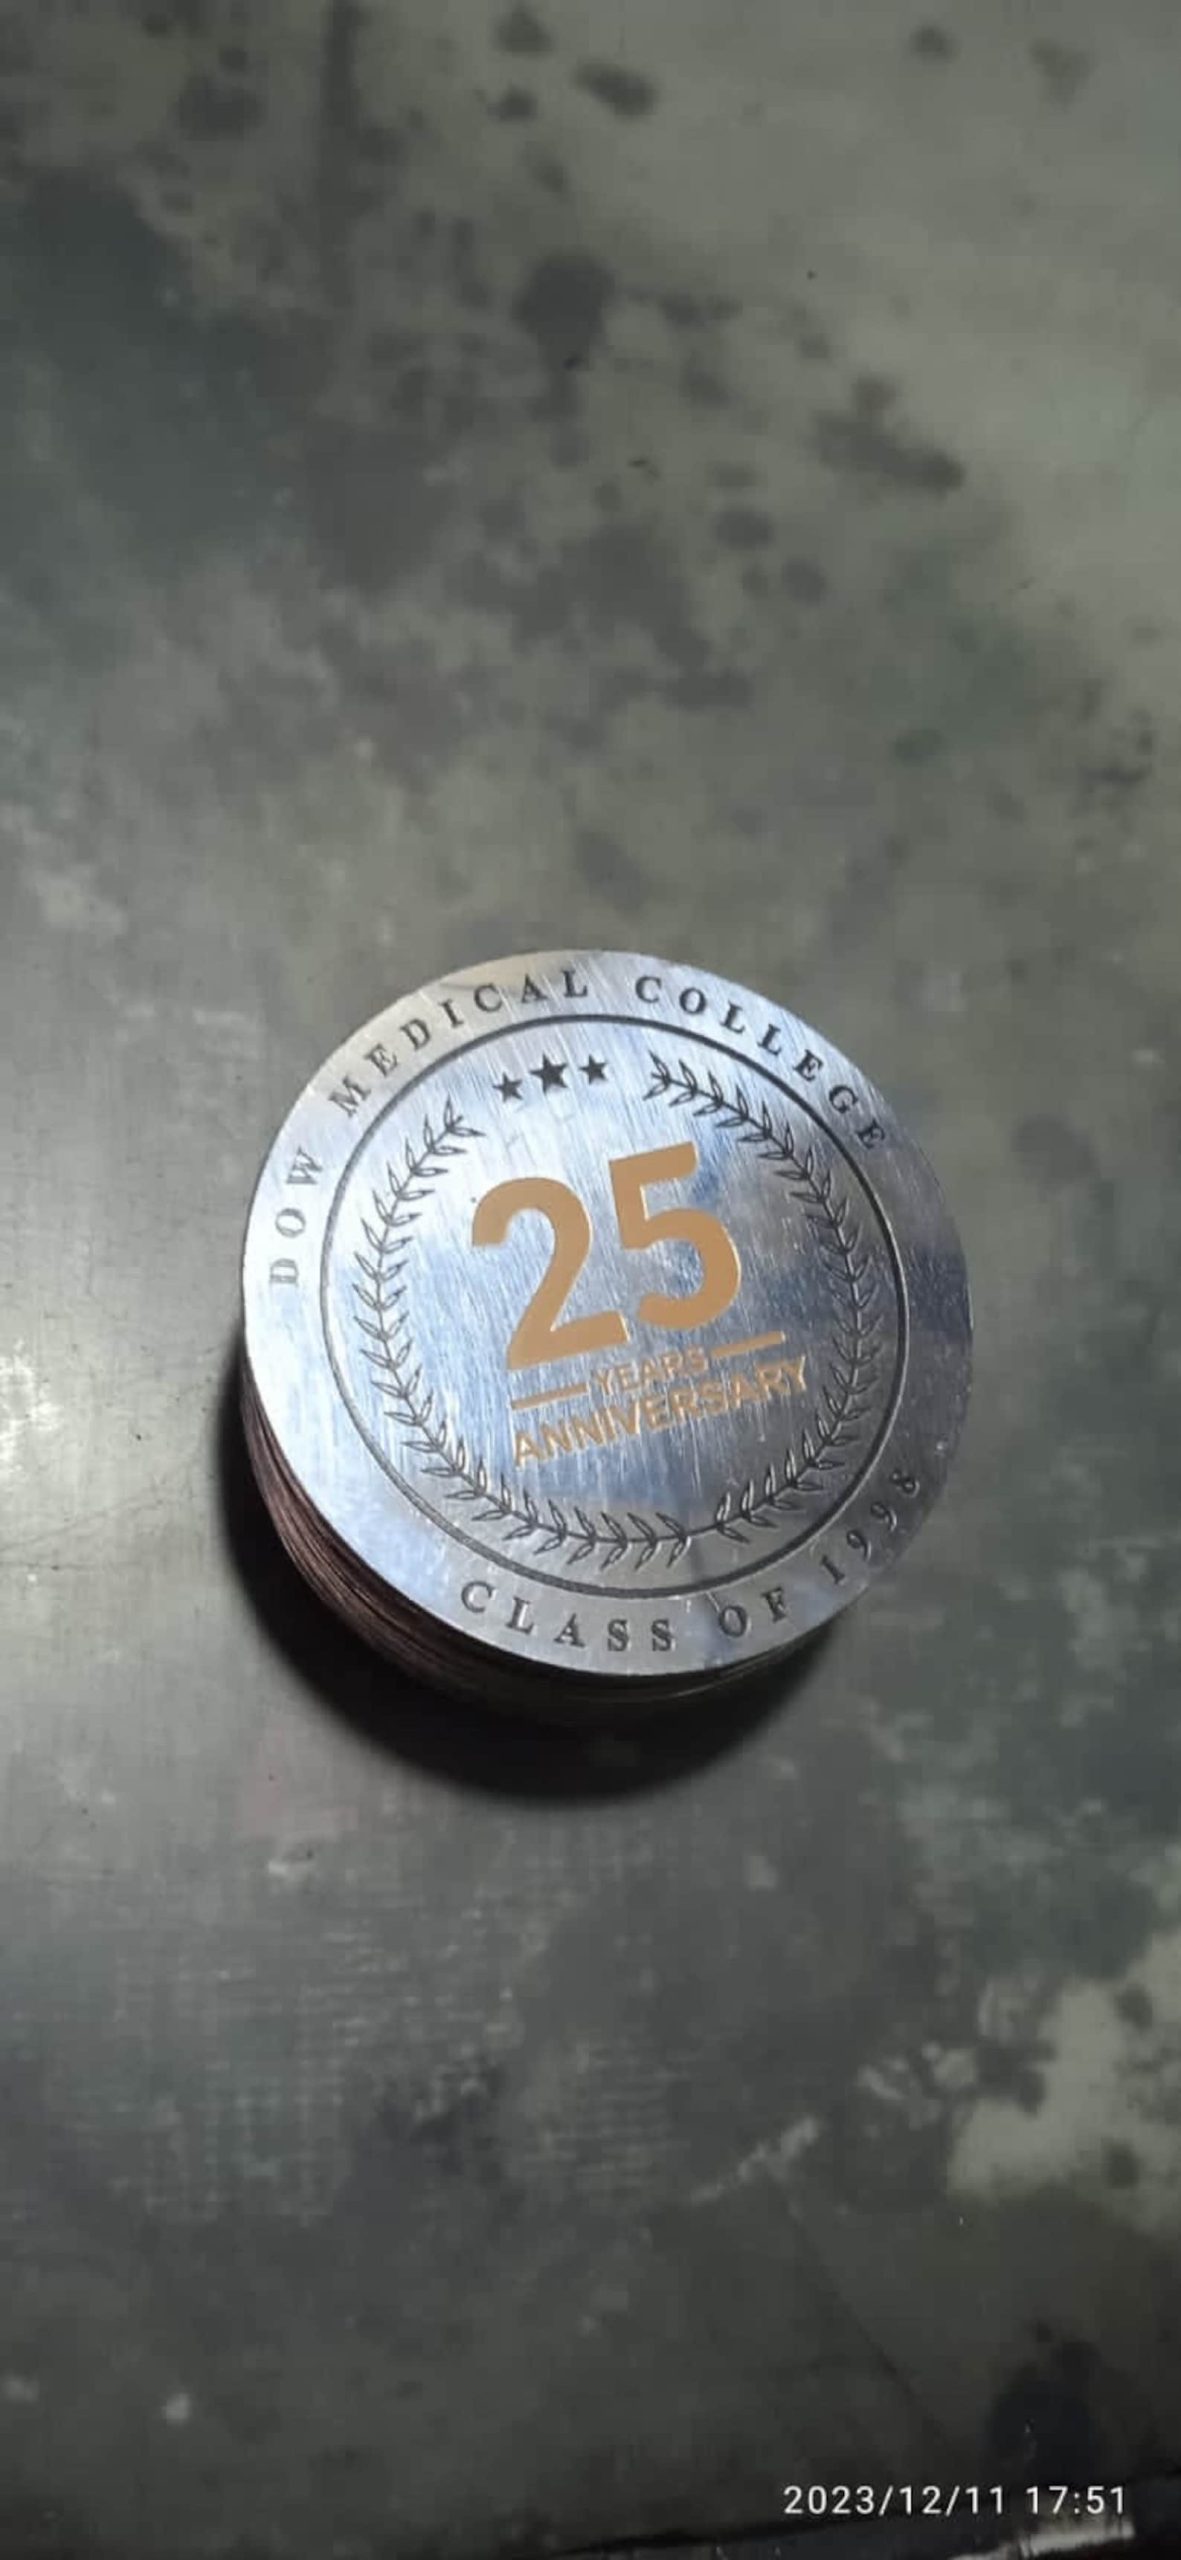 DOW MEDICAL COLLEGE
25
YEARS
ANNIVERSARY
CLASS OF 1998
2023/12/11 17:51